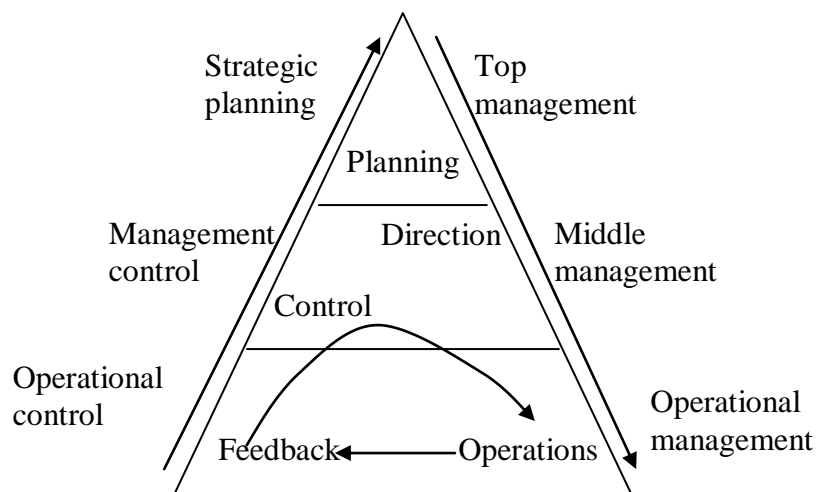 Strategic
planning
Top
management
Planning
Management
control
Direction
Middle
management
Control
Operational
control
Feedback
Operations
Operational
management